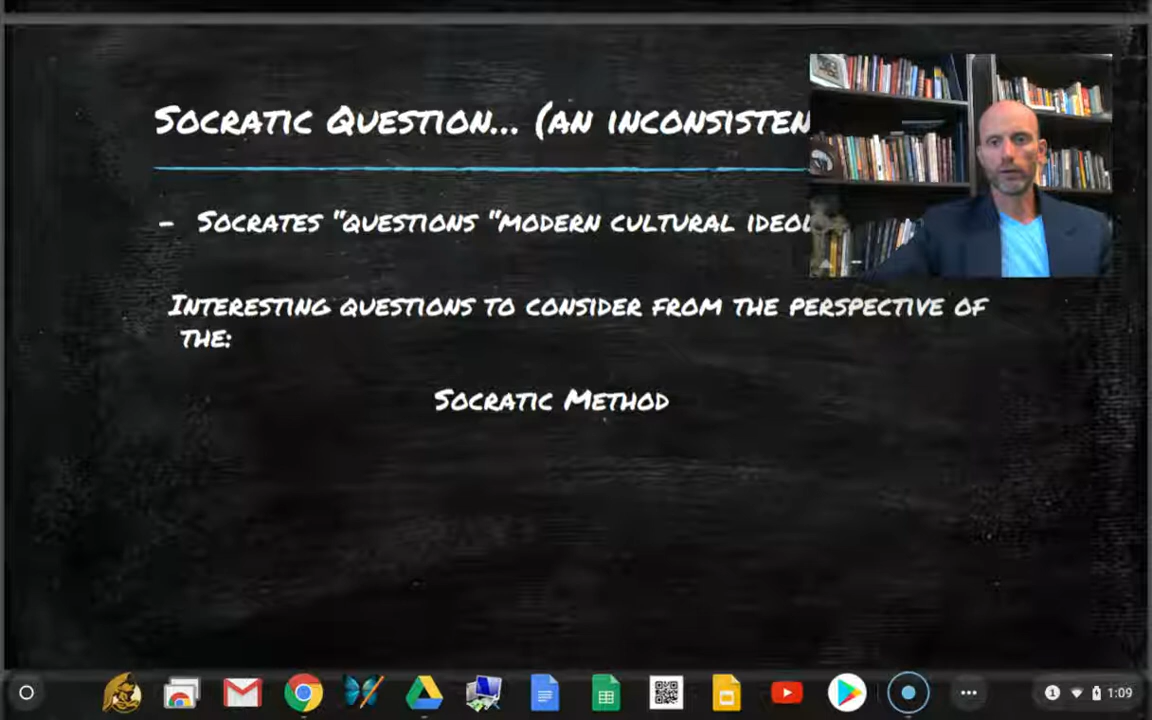 Socratic Question... (an inconsisten
- Socrates "questions "modern cultural ideol
Interesting questions to consider from the perspective of
the:
Socratic Method
1 1:09